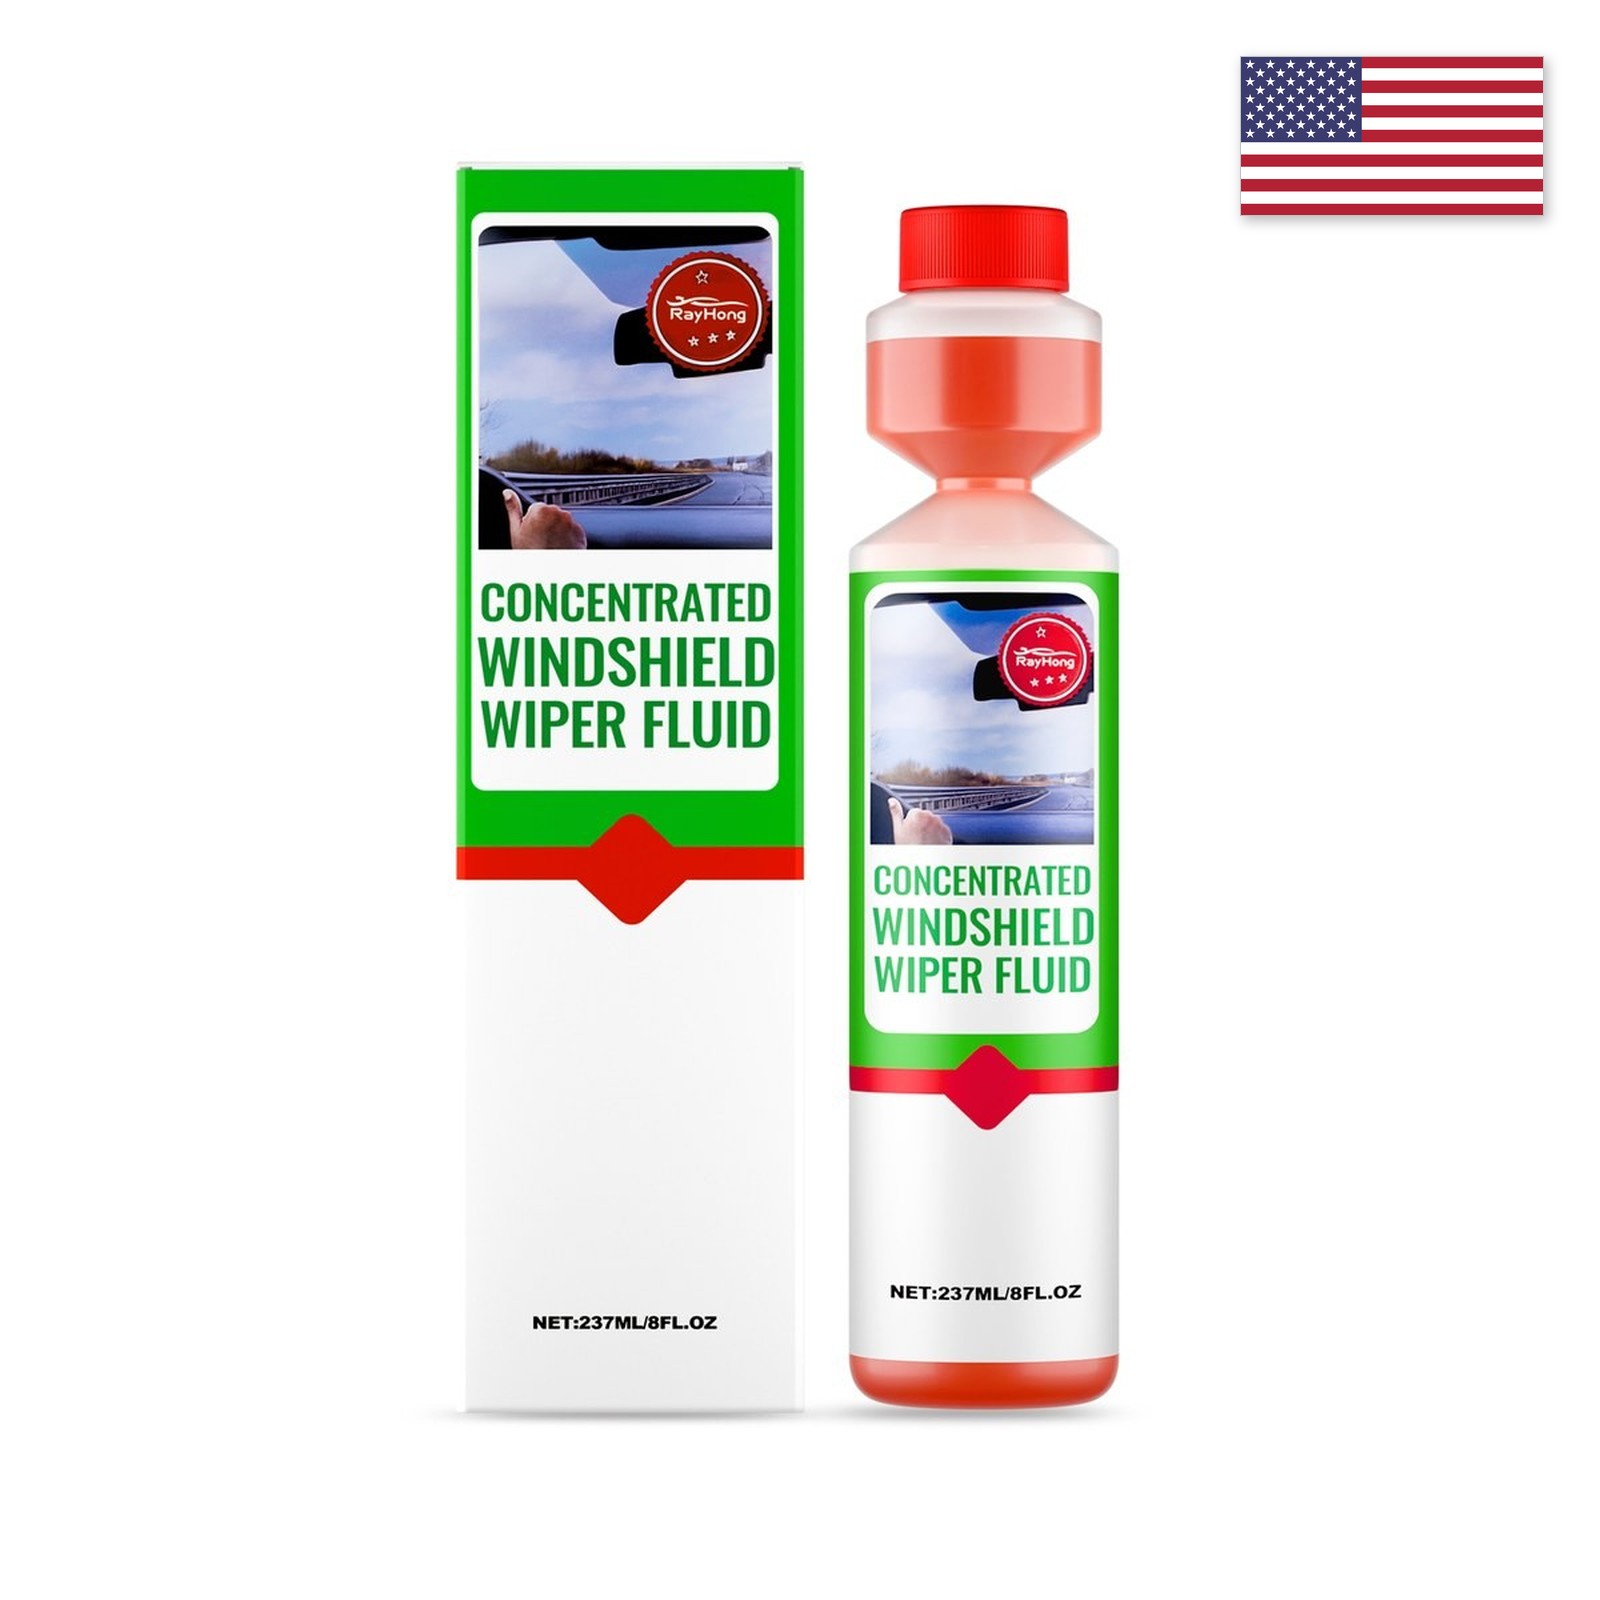 RayHong
CONCENTRATED
WINDSHIELD
WIPER FLUID
NET:237ML/8FL.OZ
RayHong
CONCENTRATED
WINDSHIELD
WIPER FLUID
NET:237ML/8FL.OZ